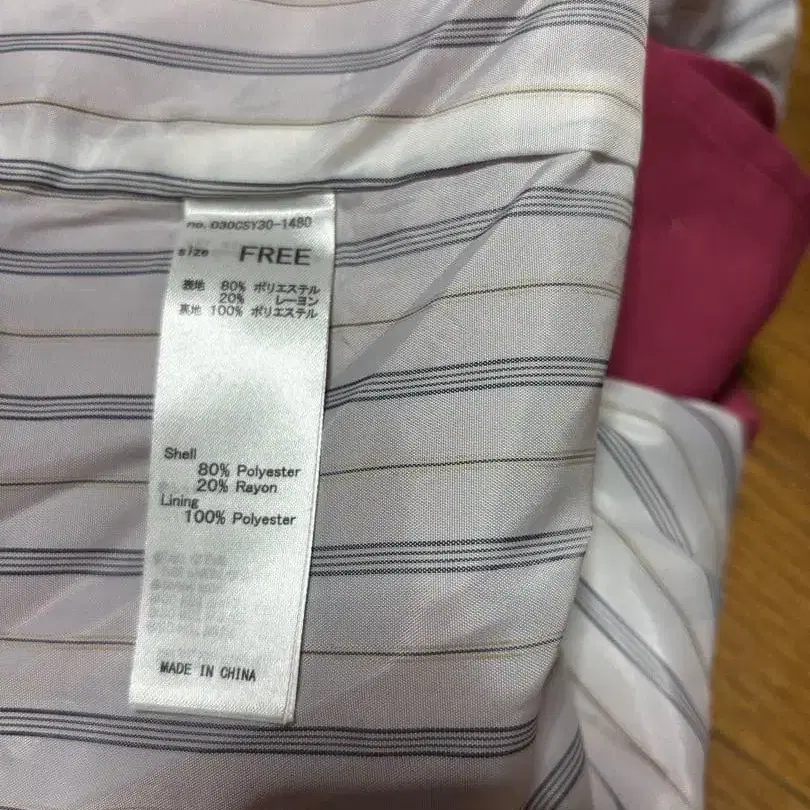 no. 030CSY30-1480
size FREE
表地 80% ポリエステル
20% レーヨン
裏地 100% ポリエステル
Shell
80% Polyester
20% Rayon
Lining
100% Polyester
MADE IN CHINA